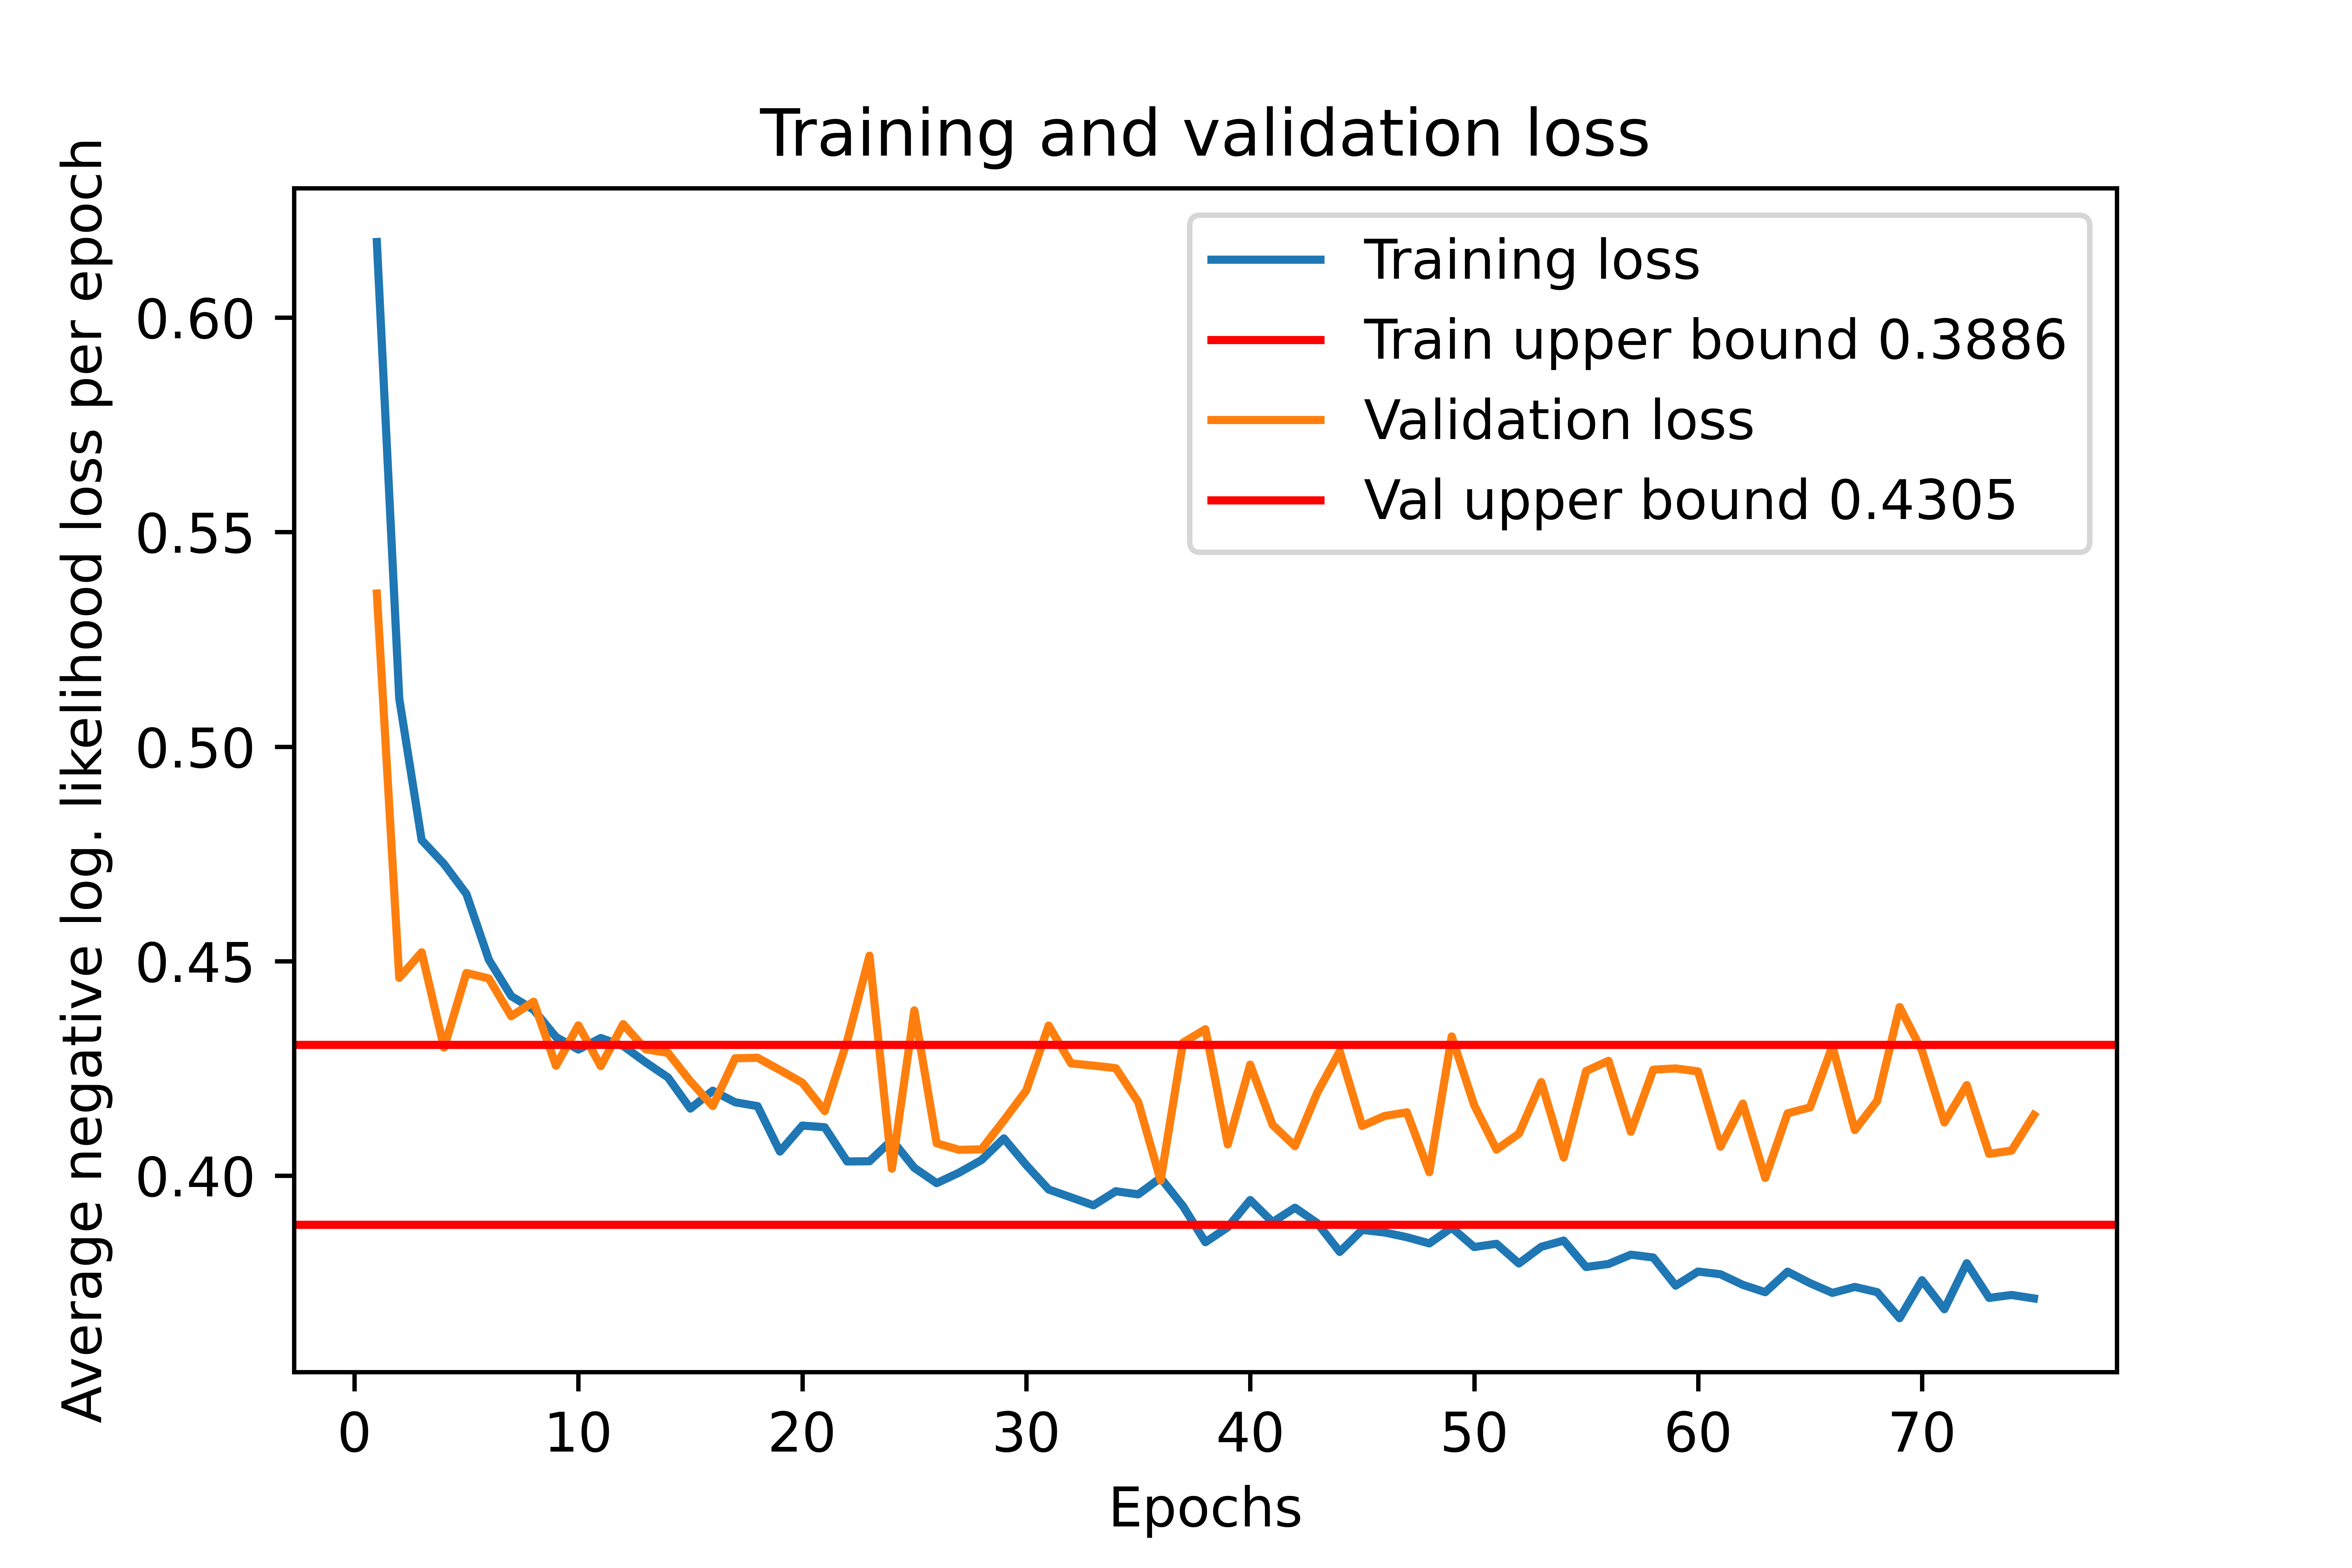 Training and validation loss
Average negative log. likelihood loss per epoch
0.60
0.55
0.50
0.45
0.40
Training loss
Train upper bound 0.3886
Validation loss
Val upper bound 0.4305
0 10 20 30 40 50 60 70
Epochs